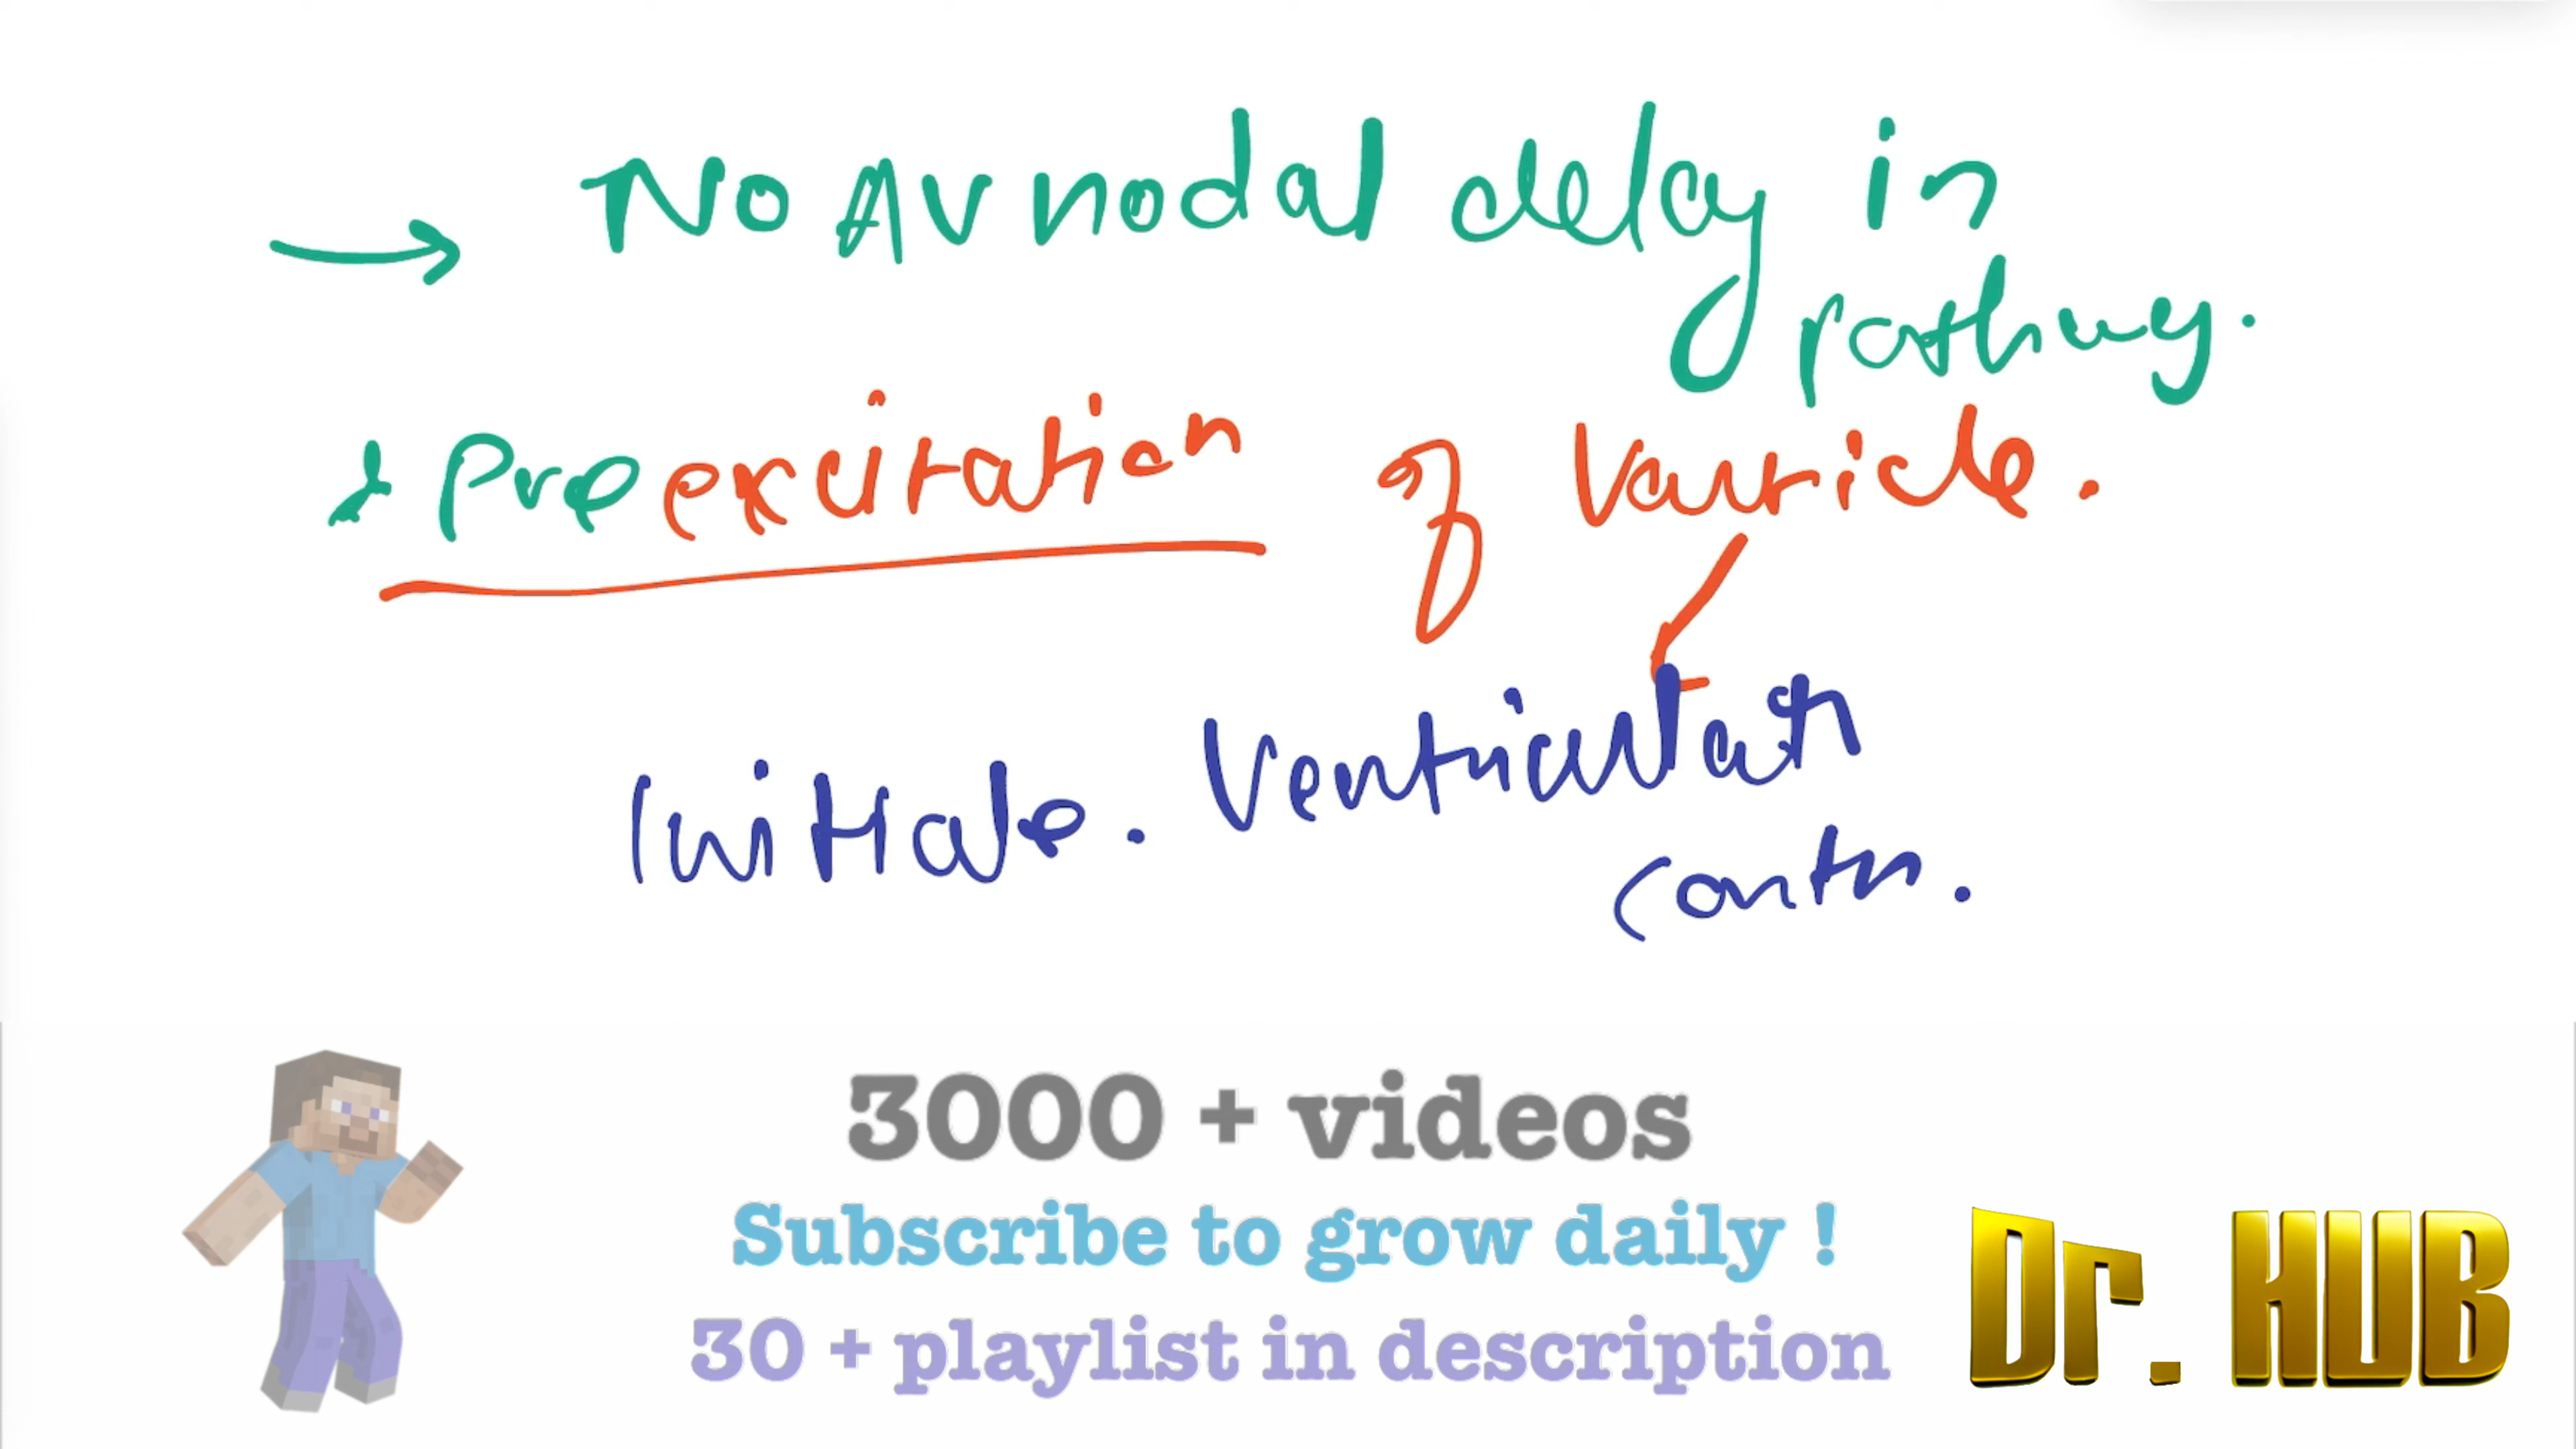 → No AV nodal delay in
pathway.
& Preexcitation of Ventricle.
Initiate. Ventricular
contn.
3000 + videos
Subscribe to grow daily !
30 + playlist in description
Dr. HUB